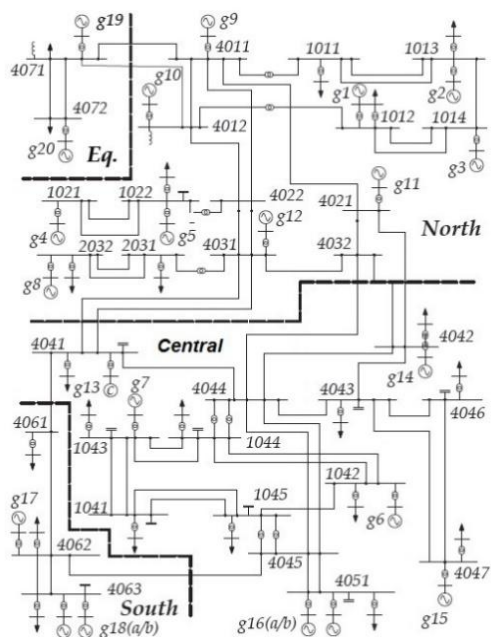 g19
g9
4071
4011
1011
1013
g10
g1
g2
4072
4012
1012
1014
g20
Eq.
g3
1021
1022
4022
g11
4021
g4
g5
g12
North
2032
2031
4031
4032
g8
Central
4041
4042
g13
g7
4044
4043
g14
4061
4046
1043
1044
1042
g17
1041
1045
g6
4062
4045
4047
4063
4051
g15
South
g18(a/b)
g16(a/b)